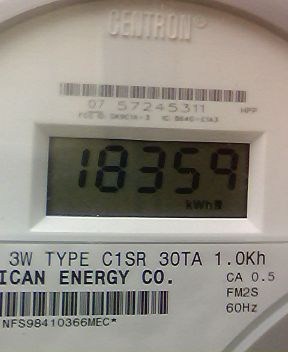 CENTRON®
07 57245311
HPP
18359
kWh
3W TYPE C1SR 30TA 1.0Kh
ICAN ENERGY CO.
CA 0.5
FM2S
60Hz
NFS98410366MEC*